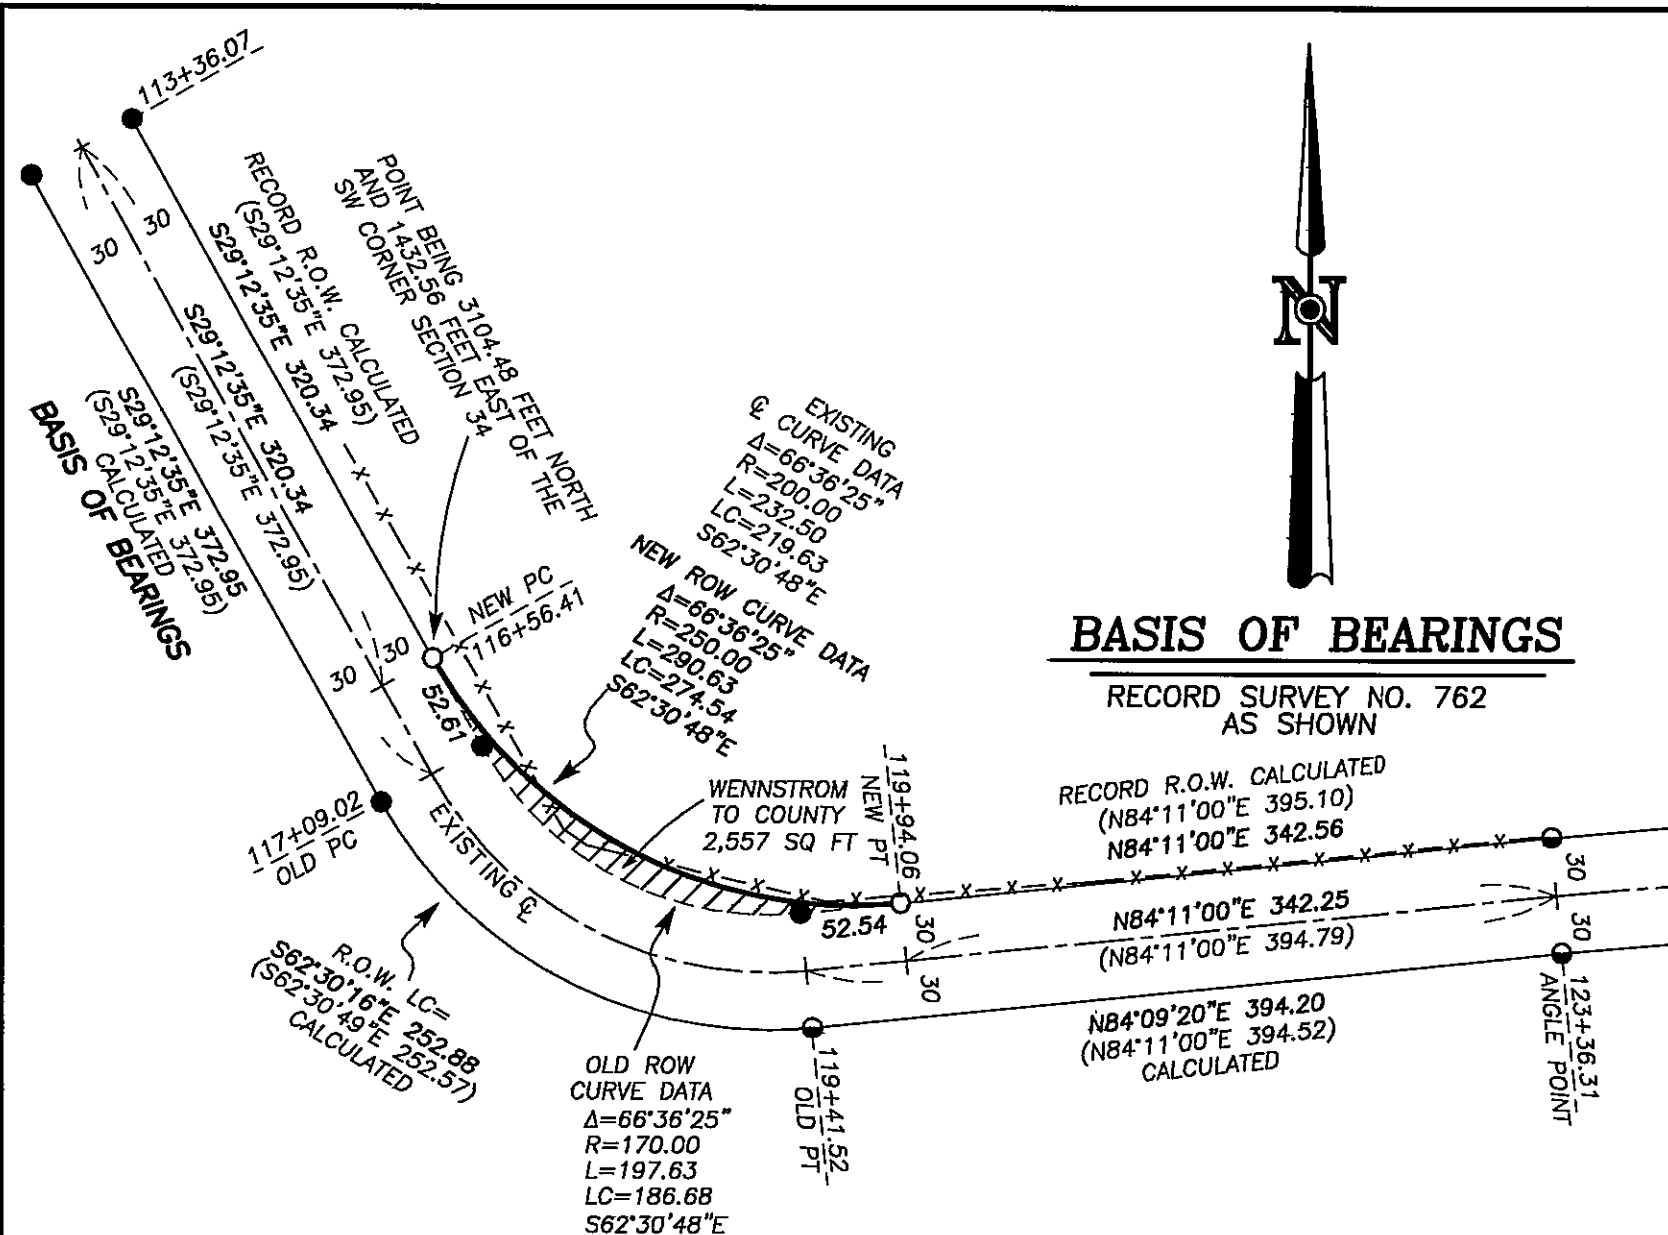 113+36.07
30
30
RECORD R.O.W. CALCULATED
(S29°12'35"E 372.95)
S29°12'35"E 320.34
POINT BEING 3104.48 FEET NORTH
AND 1432.56 FEET EAST OF THE
SW CORNER SECTION 34
S29°12'35"E 320.34
(S29°12'35"E 372.95)
S29°12'35"E 372.95
(S29°12'35"E 372.95)
CALCULATED
BASIS OF BEARINGS
EXISTING
℄ CURVE DATA
Δ=66°36'25"
R=200.00
L=232.50
LC=219.63
S62°30'48"E
NEW ROW CURVE DATA
Δ=66°36'25"
R=250.00
L=290.63
LC=274.54
S62°30'48"E
NEW PC
116+56.41
30
30
52.61
N
BASIS OF BEARINGS
RECORD SURVEY NO. 762
AS SHOWN
WENNSTROM
TO COUNTY
2,557 SQ FT
119+94.06
NEW PT
RECORD R.O.W. CALCULATED
(N84°11'00"E 395.10)
N84°11'00"E 342.56
117+09.02
OLD PC
EXISTING ℄
52.54
30
30
N84°11'00"E 342.25
(N84°11'00"E 394.79)
30
30
R.O.W. LC=
S62°30'16"E 252.88
(S62°30'49"E 252.57)
CALCULATED
N84°09'20"E 394.20
(N84°11'00"E 394.52)
CALCULATED
123+36.31
ANGLE POINT
119+41.52
OLD PT
OLD ROW
CURVE DATA
Δ=66°36'25"
R=170.00
L=197.63
LC=186.68
S62°30'48"E